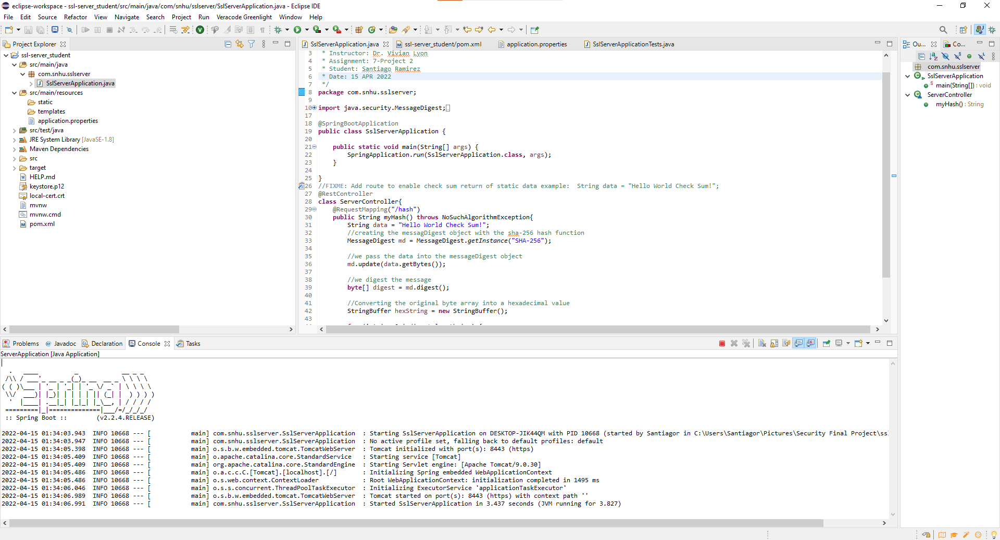 eclipse-workspace - ssl-server_student/src/main/java/com/snhu/sslserver/SslServerApplication.java - Eclipse IDE
File Edit Source Refactor Navigate Search Project Run Veracode Greenlight Window Help
Project Explorer
ssl-server_student
src/main/java
com.snhu.sslserver
SslServerApplication.java
src/main/resources
static
templates
application.properties
src/test/java
JRE System Library [JavaSE-1.8]
Maven Dependencies
src
target
HELP.md
keystore.p12
local-cert.crt
mvnw
mvnw.cmd
pom.xml
SslServerApplication.java ssl-server_student/pom.xml application.properties SslServerApplicationTests.java
3 * Instructor: Dr. Vivian Lyon
4 * Assignment: 7-Project 2
5 * Student: Santiago Ramirez
6 * Date: 15 APR 2022
7 */
8 package com.snhu.sslserver;
9
10 import java.security.MessageDigest;
17
18 @SpringBootApplication
19 public class SslServerApplication {
20
21 public static void main(String[] args) {
22 SpringApplication.run(SslServerApplication.class, args);
23 }
24
25 }
26 //FIXME: Add route to enable check sum return of static data example:  String data = "Hello World Check Sum!";
27 @RestController
28 class ServerController{
29 @RequestMapping("/hash")
30 public String myHash() throws NoSuchAlgorithmException{
31 String data = "Hello World Check Sum!";
32 //creating the messagDigest object with the sha-256 hash function
33 MessageDigest md = MessageDigest.getInstance("SHA-256");
34
35 //we pass the data into the messageDigest object
36 md.update(data.getBytes());
37
38 //we digest the message
39 byte[] digest = md.digest();
40
41 //Converting the original byte array into a hexadecimal value
42 StringBuffer hexString = new StringBuffer();
43
Ou... Co...
com.snhu.sslserver
SslServerApplication
main(String[]) : void
ServerController
myHash() : String
Problems @ Javadoc Declaration Console Tasks
ServerApplication [Java Application]
Spring
:: Spring Boot ::        (v2.2.4.RELEASE)
2022-04-15 01:34:03.943  INFO 10668 --- [           main] com.snhu.sslserver.SslServerApplication  : Starting SslServerApplication on DESKTOP-JIK44QM with PID 10668 (started by Santiagor in C:\Users\Santiagor\Pictures\Security Final Project\ss
2022-04-15 01:34:03.947  INFO 10668 --- [           main] com.snhu.sslserver.SslServerApplication  : No active profile set, falling back to default profiles: default
2022-04-15 01:34:05.398  INFO 10668 --- [           main] o.s.b.w.embedded.tomcat.TomcatWebServer  : Tomcat initialized with port(s): 8443 (https)
2022-04-15 01:34:05.409  INFO 10668 --- [           main] o.apache.catalina.core.StandardService   : Starting service [Tomcat]
2022-04-15 01:34:05.409  INFO 10668 --- [           main] org.apache.catalina.core.StandardEngine  : Starting Servlet engine: [Apache Tomcat/9.0.30]
2022-04-15 01:34:05.486  INFO 10668 --- [           main] o.a.c.c.C.[Tomcat].[localhost].[/]       : Initializing Spring embedded WebApplicationContext
2022-04-15 01:34:05.486  INFO 10668 --- [           main] o.s.web.context.ContextLoader            : Root WebApplicationContext: initialization completed in 1495 ms
2022-04-15 01:34:06.046  INFO 10668 --- [           main] o.s.s.concurrent.ThreadPoolTaskExecutor  : Initializing ExecutorService 'applicationTaskExecutor'
2022-04-15 01:34:06.989  INFO 10668 --- [           main] o.s.b.w.embedded.tomcat.TomcatWebServer  : Tomcat started on port(s): 8443 (https) with context path ''
2022-04-15 01:34:06.991  INFO 10668 --- [           main] com.snhu.sslserver.SslServerApplication  : Started SslServerApplication in 3.437 seconds (JVM running for 3.827)